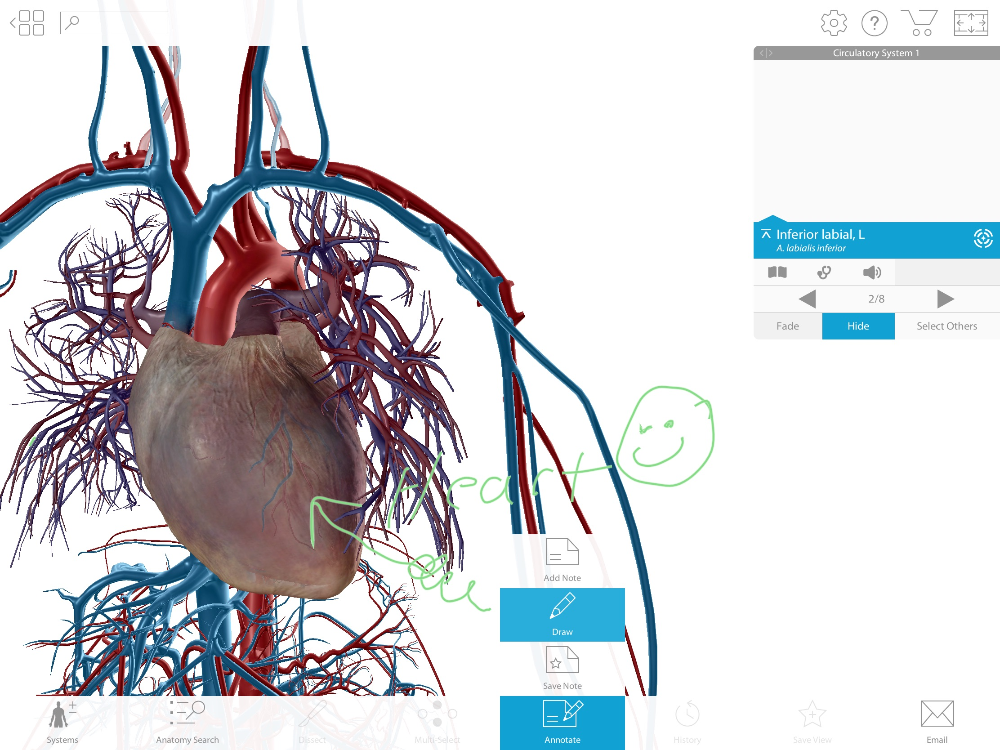 Circulatory System 1
Inferior labial, L
A. labialis inferior
2/8
Fade Hide Select Others
Heart
Add Note
Draw
Save Note
Systems Anatomy Search Dissect Multi-Select Annotate History Save View Email